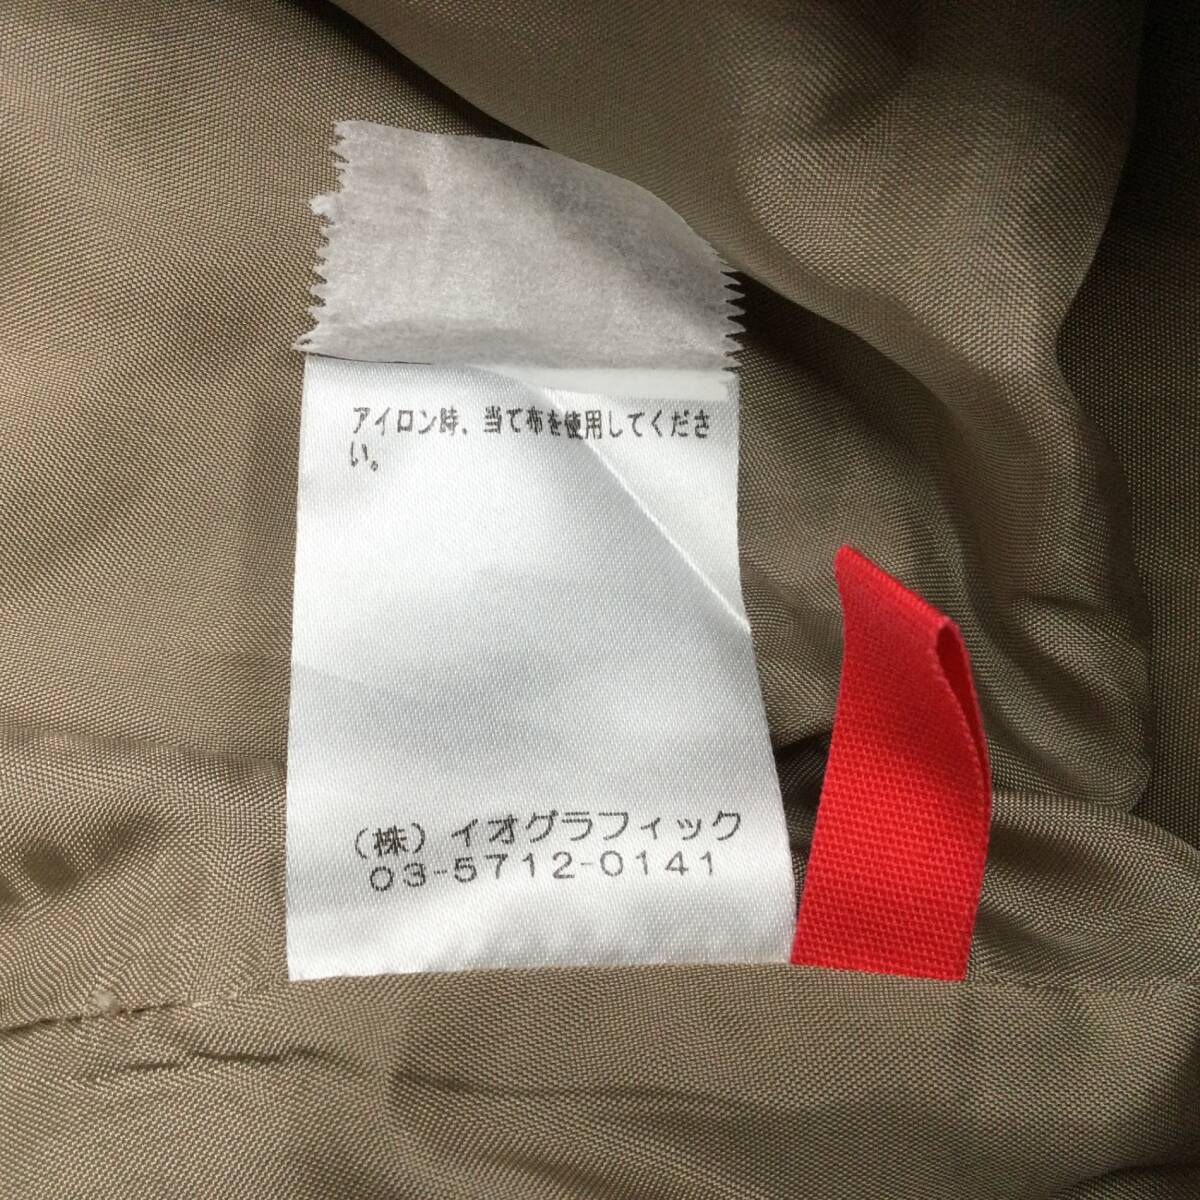 アイロン時、当て布を使用してくださ
い。
(株)イオグラフィック
03-5712-0141